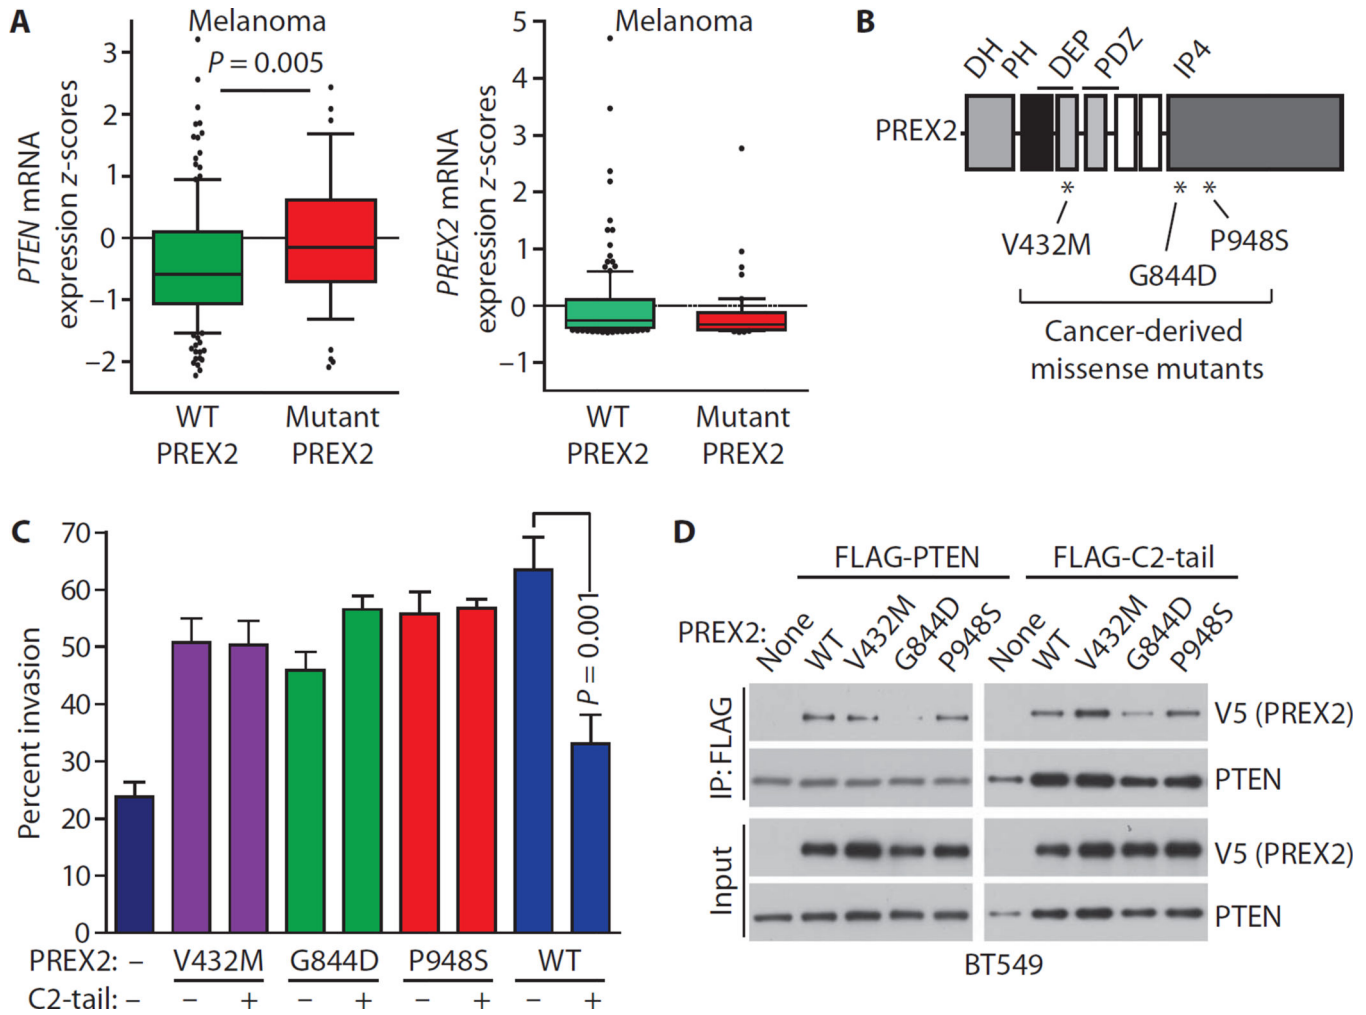 A
Melanoma
P = 0.005
PTEN mRNA
expression z-scores
3
2
1
0
−1
−2
WT
PREX2
Mutant
PREX2
Melanoma
PREX2 mRNA
expression z-scores
5
4
3
2
1
0
−1
WT
PREX2
Mutant
PREX2
B
DH
PH
DEP
PDZ
IP4
PREX2
* * *
V432M
G844D
P948S
Cancer-derived
missense mutants
C
Percent invasion
70
60
50
40
30
20
10
0
P = 0.001
PREX2: – V432M G844D P948S WT
C2-tail: – – + – + – + – +
D
FLAG-PTEN FLAG-C2-tail
PREX2: None WT V432M G844D P948S None WT V432M G844D P948S
IP: FLAG
V5 (PREX2)
PTEN
Input
V5 (PREX2)
PTEN
BT549